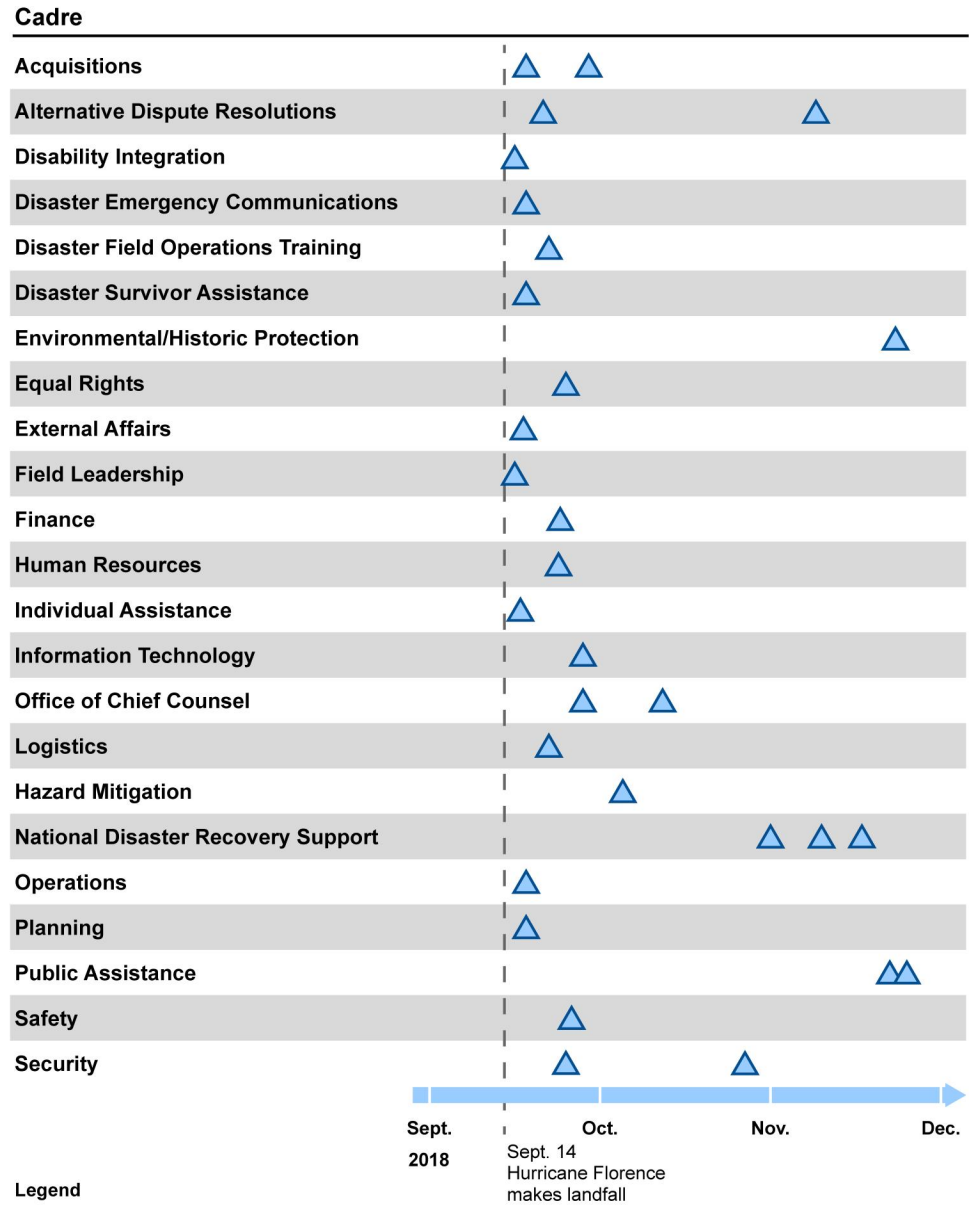 Cadre
Acquisitions
Alternative Dispute Resolutions
Disability Integration
Disaster Emergency Communications
Disaster Field Operations Training
Disaster Survivor Assistance
Environmental/Historic Protection
Equal Rights
External Affairs
Field Leadership
Finance
Human Resources
Individual Assistance
Information Technology
Office of Chief Counsel
Logistics
Hazard Mitigation
National Disaster Recovery Support
Operations
Planning
Public Assistance
Safety
Security
Sept. Oct. Nov. Dec.
2018
Sept. 14
Hurricane Florence
makes landfall
Legend